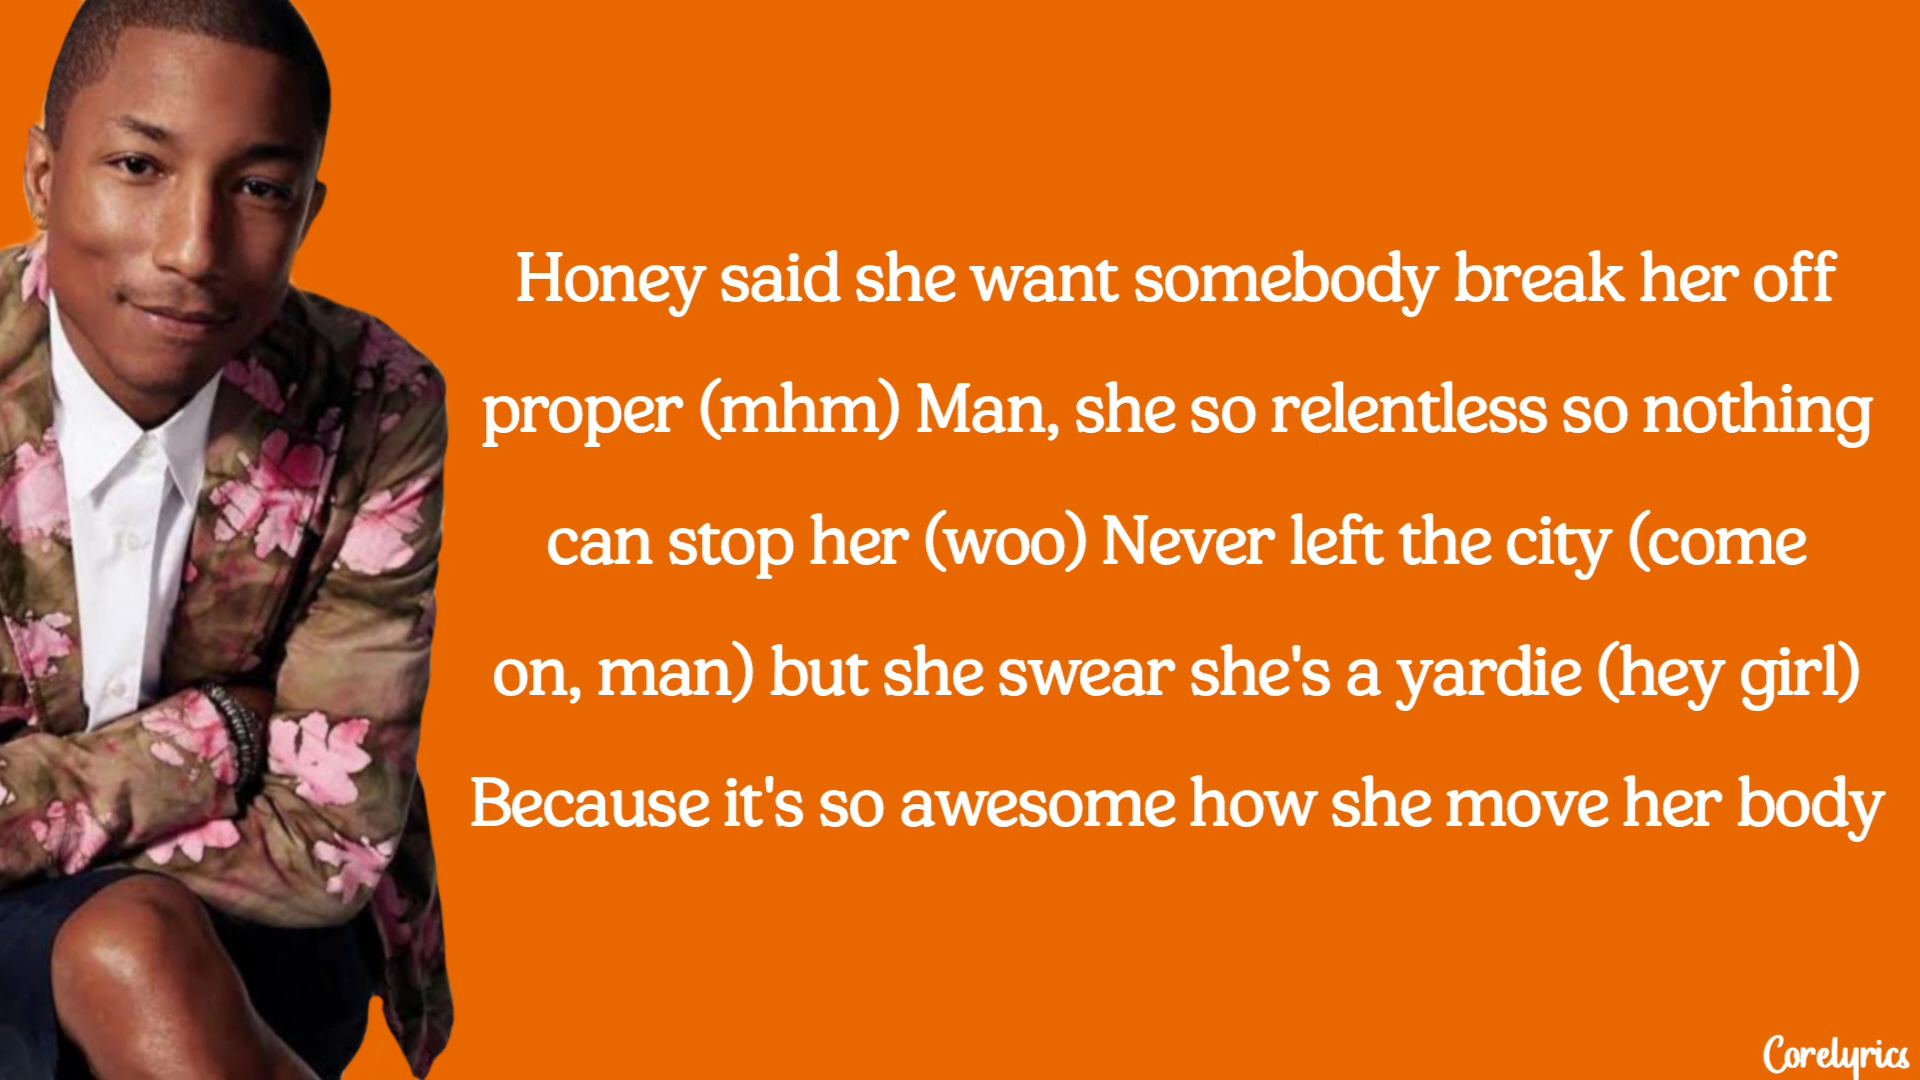 Honey said she want somebody break her off
proper (mhm) Man, she so relentless so nothing
can stop her (woo) Never left the city (come
on, man) but she swear she's a yardie (hey girl)
Because it's so awesome how she move her body
Corelyrics